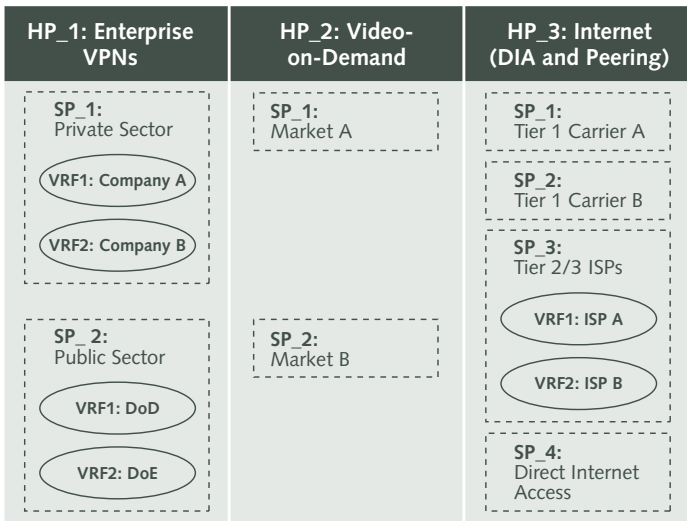 HP_1: Enterprise
VPNs
SP_1:
Private Sector
VRF1: Company A
VRF2: Company B
SP_ 2:
Public Sector
VRF1: DoD
VRF2: DoE
HP_2: Video-
on-Demand
SP_1:
Market A
SP_2:
Market B
HP_3: Internet
(DIA and Peering)
SP_1:
Tier 1 Carrier A
SP_2:
Tier 1 Carrier B
SP_3:
Tier 2/3 ISPs
VRF1: ISP A
VRF2: ISP B
SP_4:
Direct Internet
Access